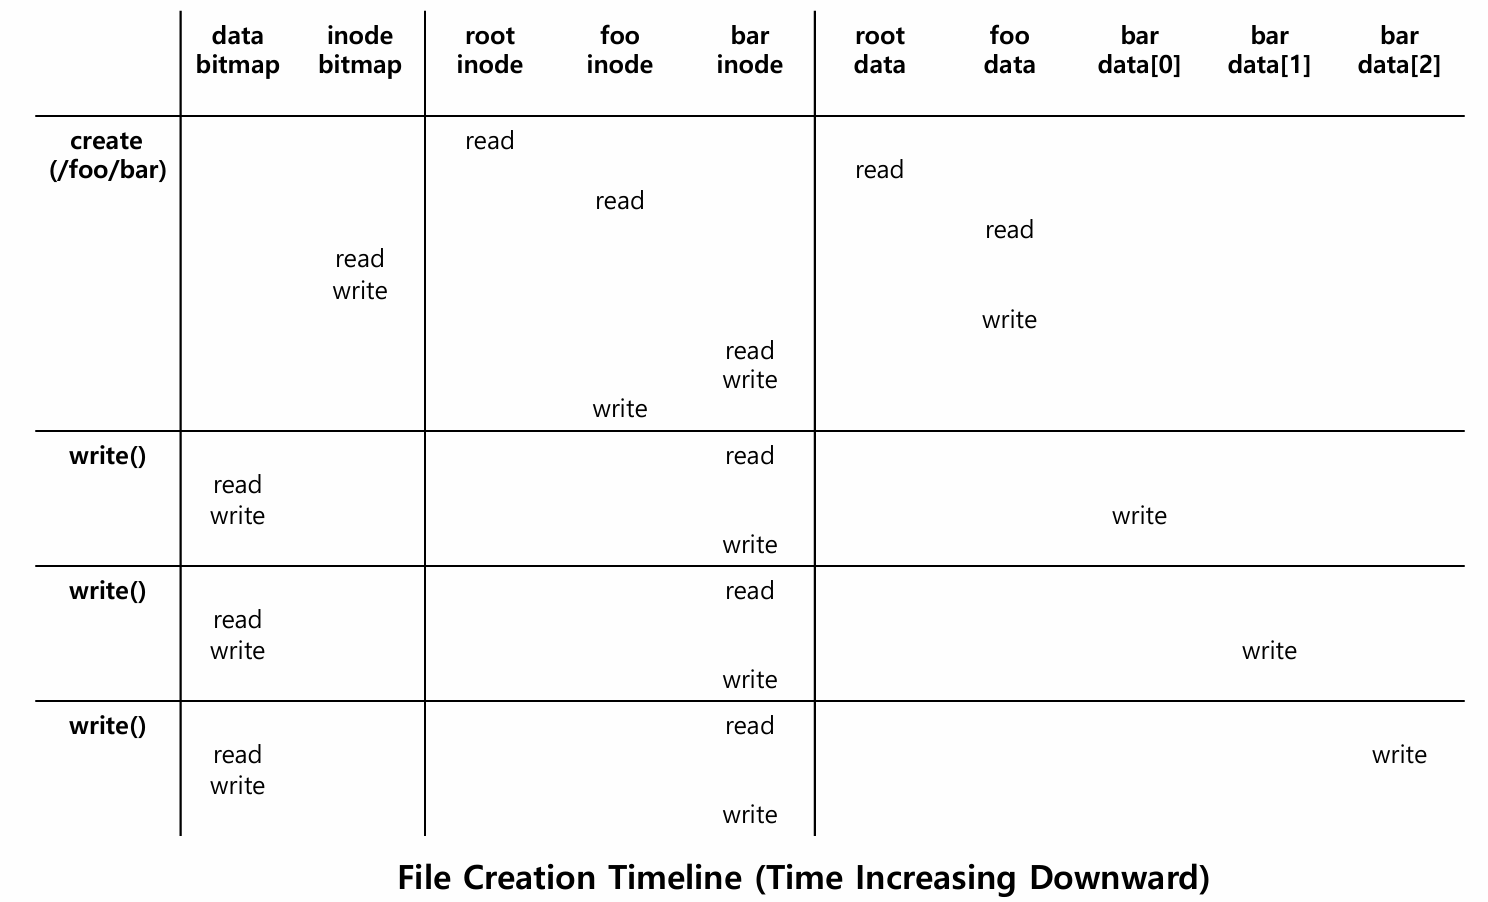 data inode root foo bar root foo bar bar bar
bitmap bitmap inode inode inode data data data[0] data[1] data[2]
create read
(/foo/bar) read
read
read
read
write
write
read
write
write
write() read
read
write write
write
write() read
read
write write
write
write() read
read write
write
write
File Creation Timeline (Time Increasing Downward)